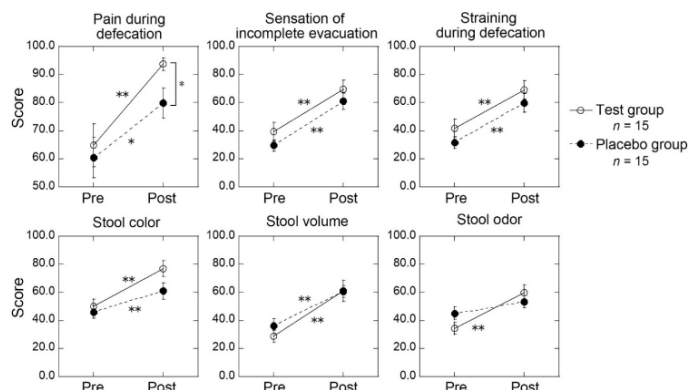 Pain during
defecation
Sensation of
incomplete evacuation
Straining
during defecation
Score
100.0
90.0
80.0
70.0
60.0
50.0
**
*
*
Pre
Post
100.0
80.0
60.0
40.0
20.0
0.0
**
**
Pre
Post
100.0
80.0
60.0
40.0
20.0
0.0
**
**
Pre
Post
Test group
n = 15
Placebo group
n = 15
Stool color
Stool volume
Stool odor
Score
100.0
80.0
60.0
40.0
20.0
0.0
**
**
Pre
Post
100.0
80.0
60.0
40.0
20.0
0.0
**
**
Pre
Post
100.0
80.0
60.0
40.0
20.0
0.0
**
Pre
Post